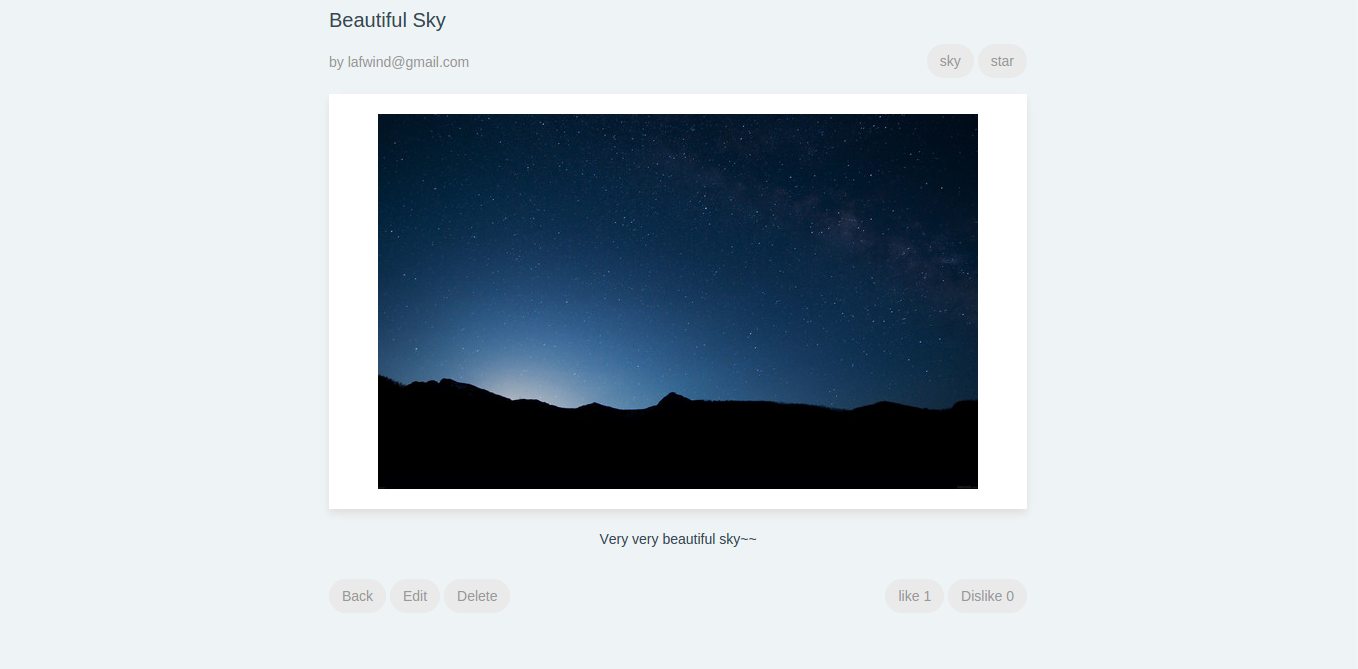 Beautiful Sky
by lafwind@gmail.com
sky star
Very very beautiful sky~~
Back Edit Delete
like 1 Dislike 0